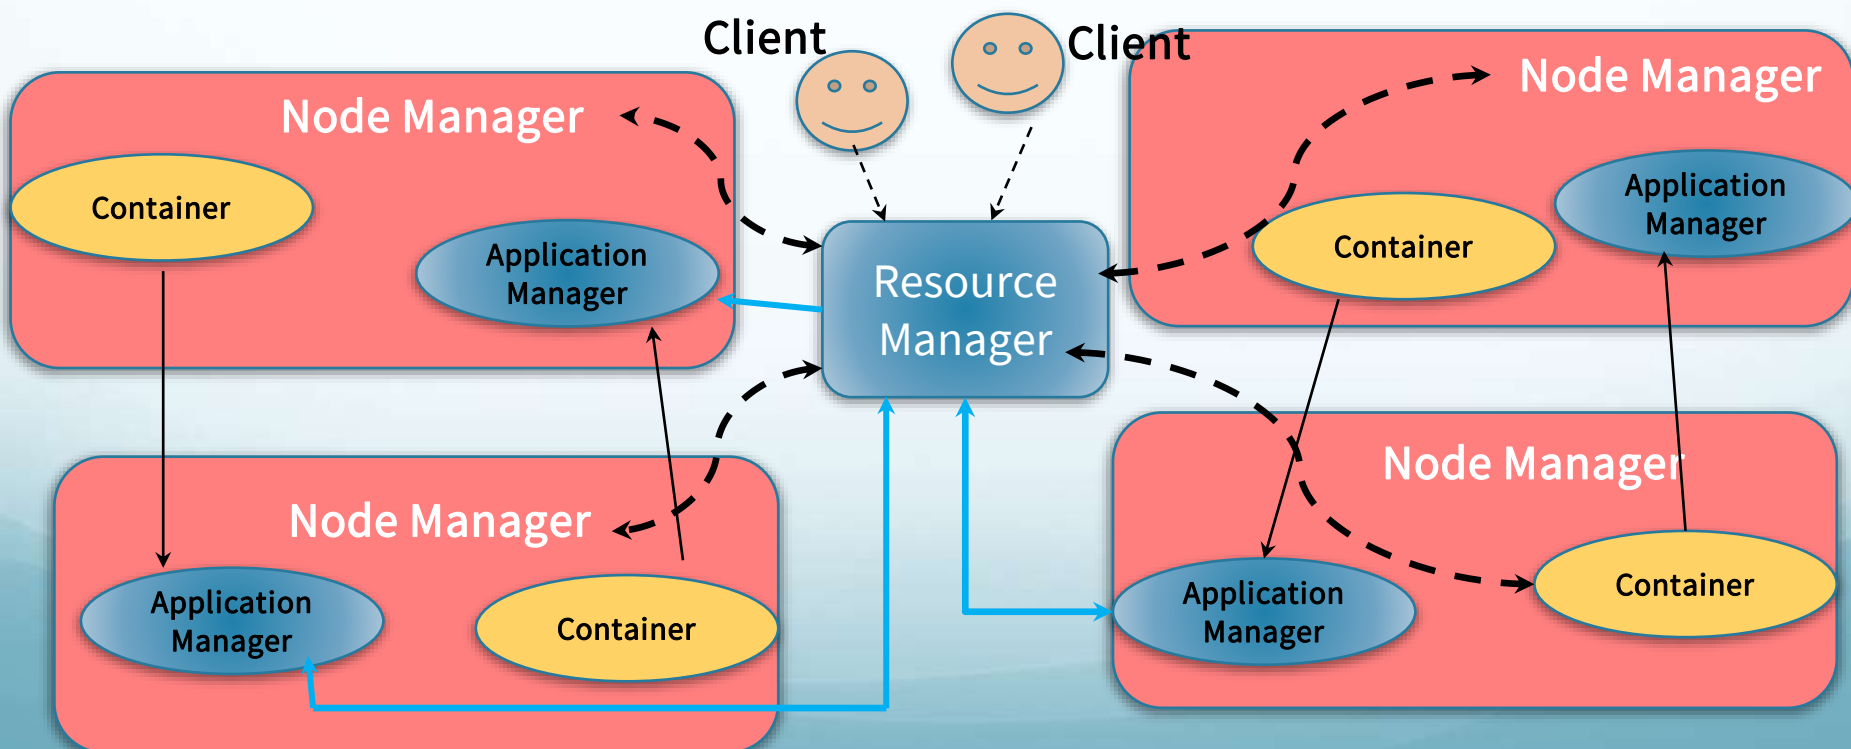 Client
Client
Node Manager
Container
Application
Manager
Resource
Manager
Node Manager
Container
Application
Manager
Node Manager
Application
Manager
Container
Node Manager
Application
Manager
Container